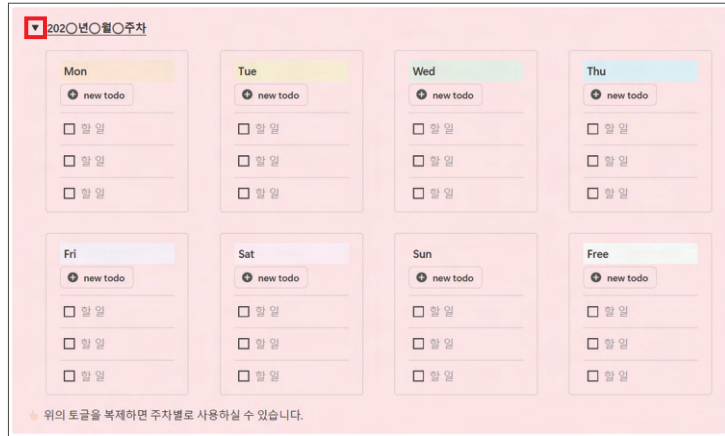 202○년○월○주차
Mon
new todo
할 일
할 일
할 일
Tue
new todo
할 일
할 일
할 일
Wed
new todo
할 일
할 일
할 일
Thu
new todo
할 일
할 일
할 일
Fri
new todo
할 일
할 일
할 일
Sat
new todo
할 일
할 일
할 일
Sun
new todo
할 일
할 일
할 일
Free
new todo
할 일
할 일
할 일
위의 토글을 복제하면 주차별로 사용하실 수 있습니다.